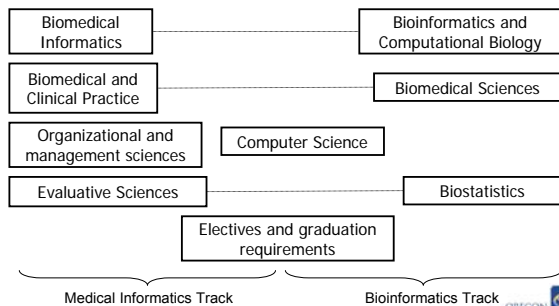 Biomedical
Informatics
Bioinformatics and
Computational Biology
Biomedical and
Clinical Practice
Biomedical Sciences
Organizational and
management sciences
Computer Science
Evaluative Sciences
Biostatistics
Electives and graduation
requirements
Medical Informatics Track
Bioinformatics Track
OREGON